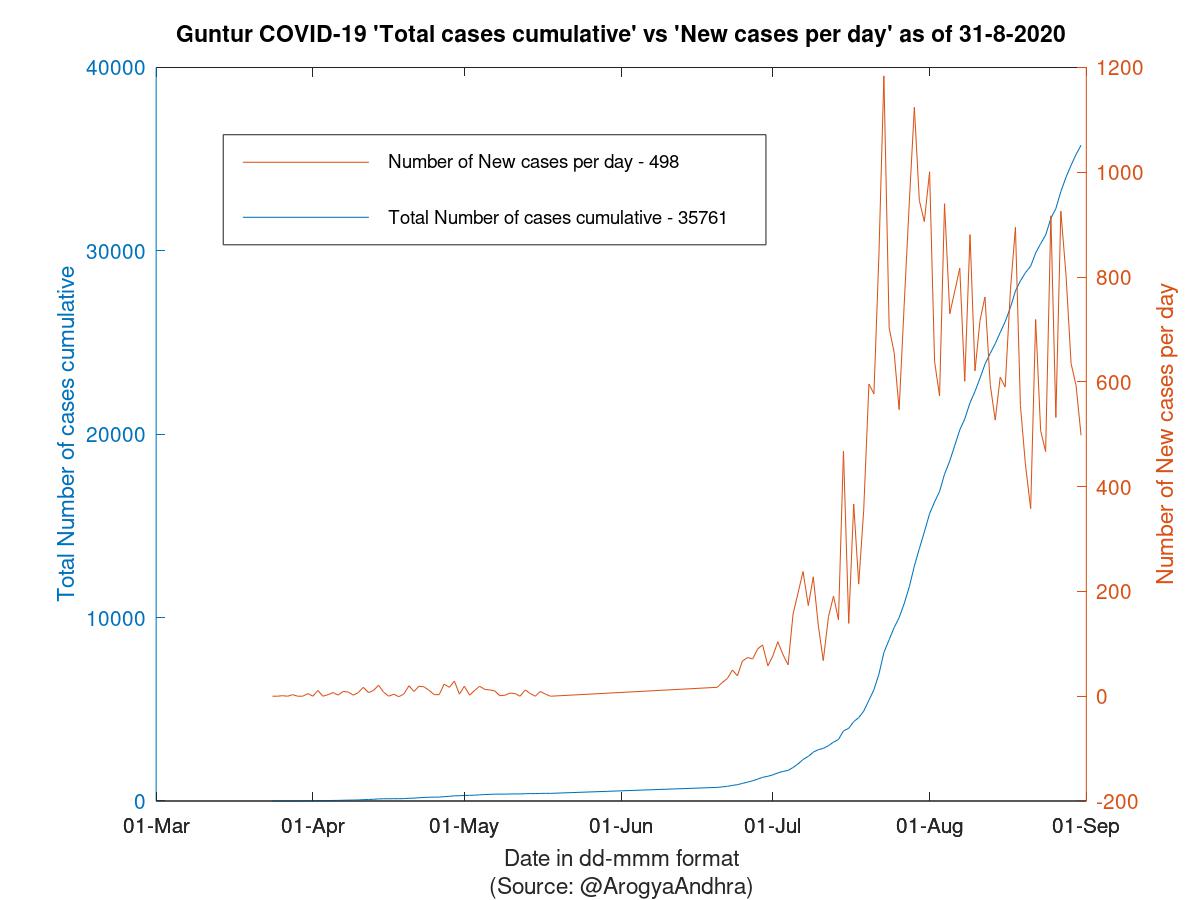 Guntur COVID-19 'Total cases cumulative' vs 'New cases per day' as of 31-8-2020
40000
30000
20000
10000
0
Total Number of cases cumulative
Number of New cases per day - 498
Total Number of cases cumulative - 35761
1200
1000
800
600
400
200
0
-200
Number of New cases per day
01-Mar 01-Apr 01-May 01-Jun 01-Jul 01-Aug 01-Sep
Date in dd-mmm format
(Source: @ArogyaAndhra)